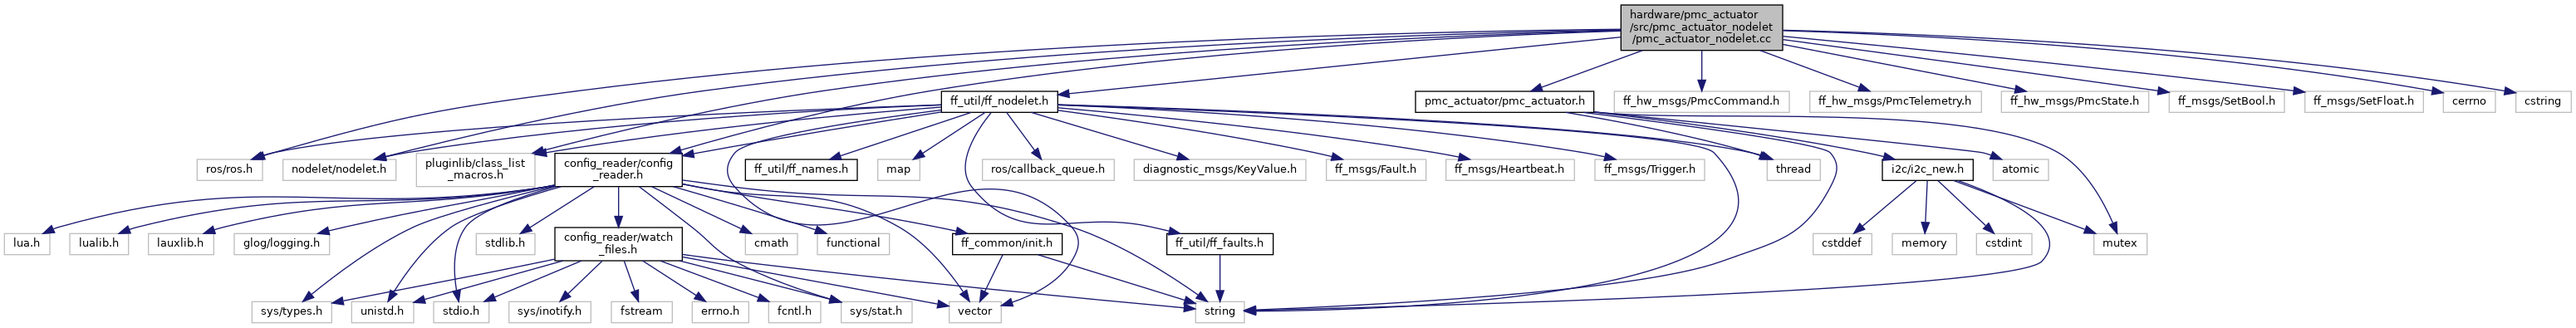 hardware/pmc_actuator
/src/pmc_actuator_nodelet
/pmc_actuator_nodelet.cc
ff_util/ff_nodelet.h
pmc_actuator/pmc_actuator.h
ff_hw_msgs/PmcCommand.h
ff_hw_msgs/PmcTelemetry.h
ff_hw_msgs/PmcState.h
ff_msgs/SetBool.h
ff_msgs/SetFloat.h
cerrno
cstring
ros/ros.h
nodelet/nodelet.h
pluginlib/class_list
_macros.h
config_reader/config
_reader.h
ff_util/ff_names.h
map
ros/callback_queue.h
diagnostic_msgs/KeyValue.h
ff_msgs/Fault.h
ff_msgs/Heartbeat.h
ff_msgs/Trigger.h
thread
i2c/i2c_new.h
atomic
lua.h
lualib.h
lauxlib.h
glog/logging.h
stdlib.h
config_reader/watch
_files.h
cmath
functional
ff_common/init.h
ff_util/ff_faults.h
cstddef
memory
cstdint
mutex
sys/types.h
unistd.h
stdio.h
sys/inotify.h
fstream
errno.h
fcntl.h
sys/stat.h
vector
string